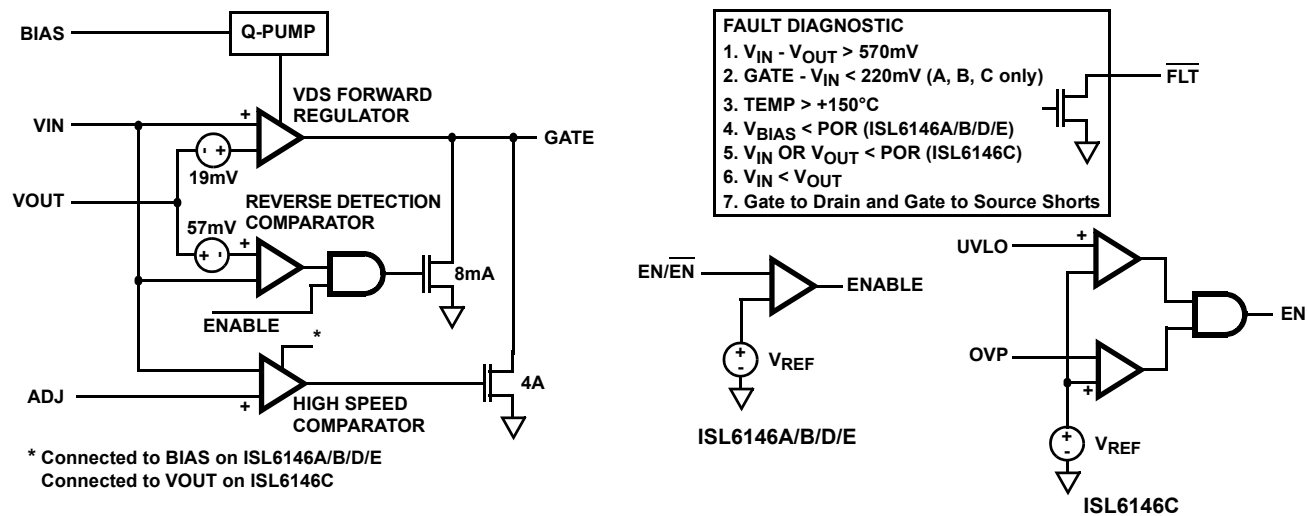 BIAS
Q-PUMP
VDS FORWARD
REGULATOR
VIN
+
GATE
- +
19mV
VOUT
REVERSE DETECTION
COMPARATOR
57mV
+ -
+
8mA
ENABLE
*
4A
ADJ
+
HIGH SPEED
COMPARATOR
* Connected to BIAS on ISL6146A/B/D/E
Connected to VOUT on ISL6146C
FAULT DIAGNOSTIC
1. VIN - VOUT > 570mV
2. GATE - VIN < 220mV (A, B, C only)
3. TEMP > +150°C
4. VBIAS < POR (ISL6146A/B/D/E)
5. VIN OR VOUT < POR (ISL6146C)
6. VIN < VOUT
7. Gate to Drain and Gate to Source Shorts
FLT
EN/EN
ENABLE
+
-
VREF
ISL6146A/B/D/E
UVLO
+
EN
OVP
+
+
-
VREF
ISL6146C